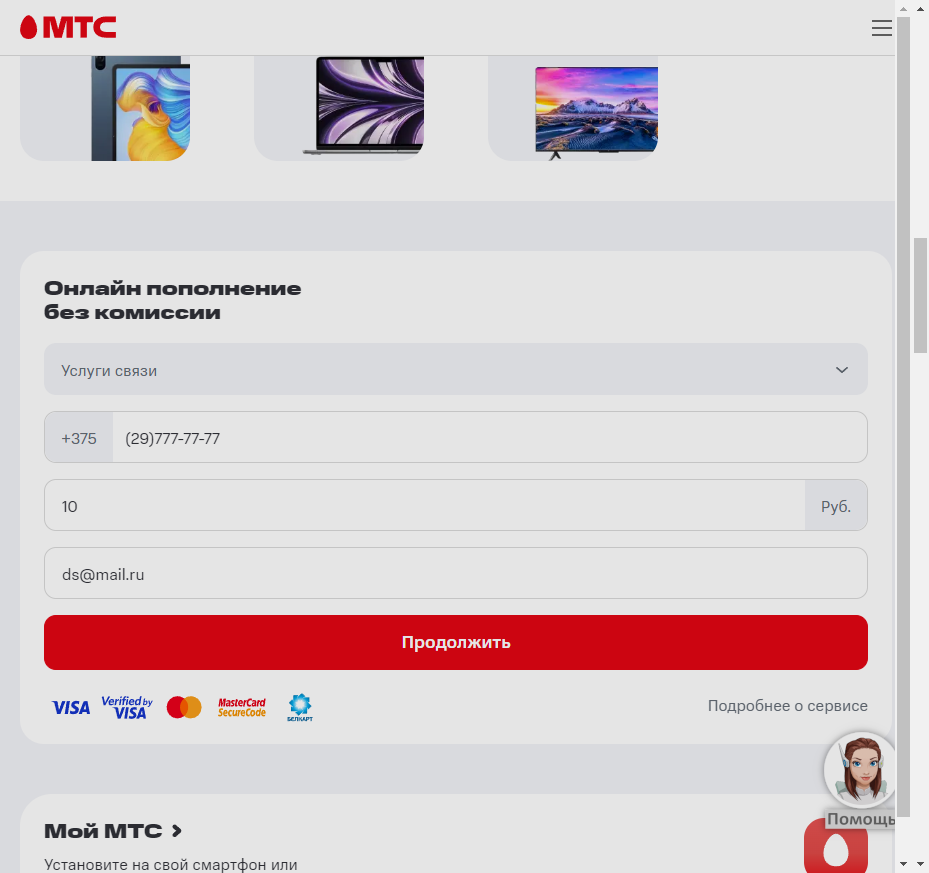 МТС
Онлайн пополнение
без комиссии
Услуги связи
+375 (29)777-77-77
10 Руб.
ds@mail.ru
Продолжить
VISA Verified by VISA MasterCard SecureCode БЕЛКАРТ Подробнее о сервисе
Помощь
Мой МТС
Установите на свой смартфон или